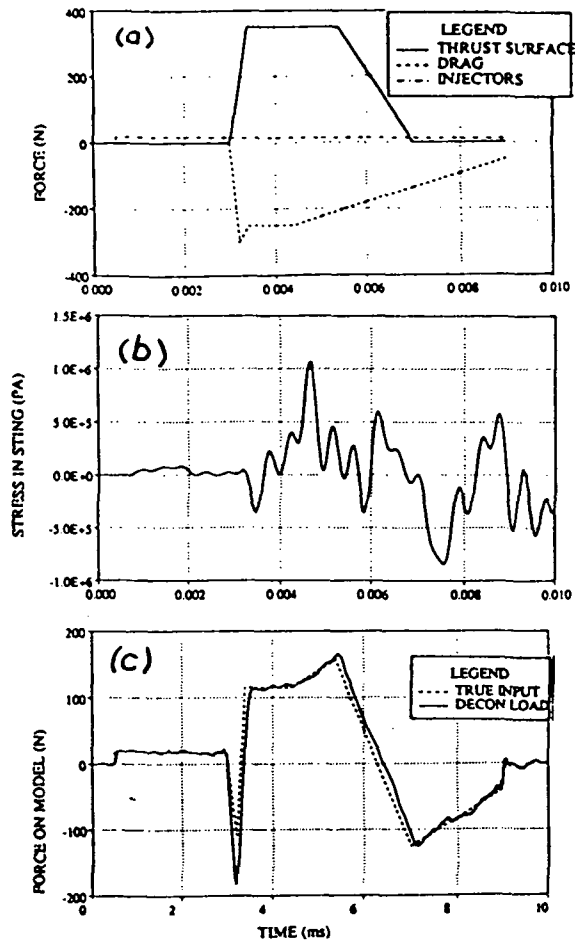 (a)
LEGEND
THRUST SURFACE
DRAG
INJECTORS
FORCE (N)
400
200
0
-200
-400
0.000 0.002 0.004 0.006 0.008 0.010
(b)
STRESS IN STING (PA)
1.5E+6
1.0E+6
5.0E+5
0.0E+0
-5.0E+5
-1.0E+6
0.000 0.002 0.004 0.006 0.008 0.010
(c)
LEGEND
TRUE INPUT
DECON LOAD
FORCE ON MODEL (N)
200
100
0
-100
-200
0 2 4 6 8 10
TIME (ms)